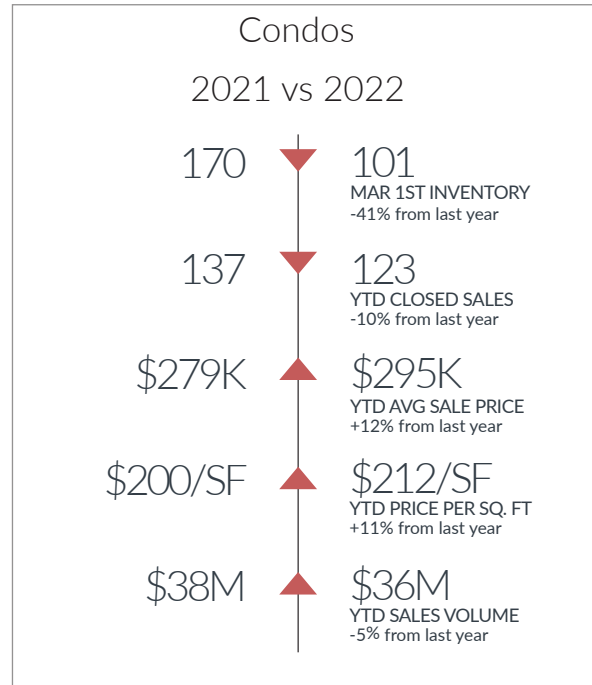 Condos
2021 vs 2022
170
101
MAR 1ST INVENTORY
-41% from last year
137
123
YTD CLOSED SALES
-10% from last year
$279K
$295K
YTD AVG SALE PRICE
+12% from last year
$200/SF
$212/SF
YTD PRICE PER SQ. FT
+11% from last year
$38M
$36M
YTD SALES VOLUME
-5% from last year